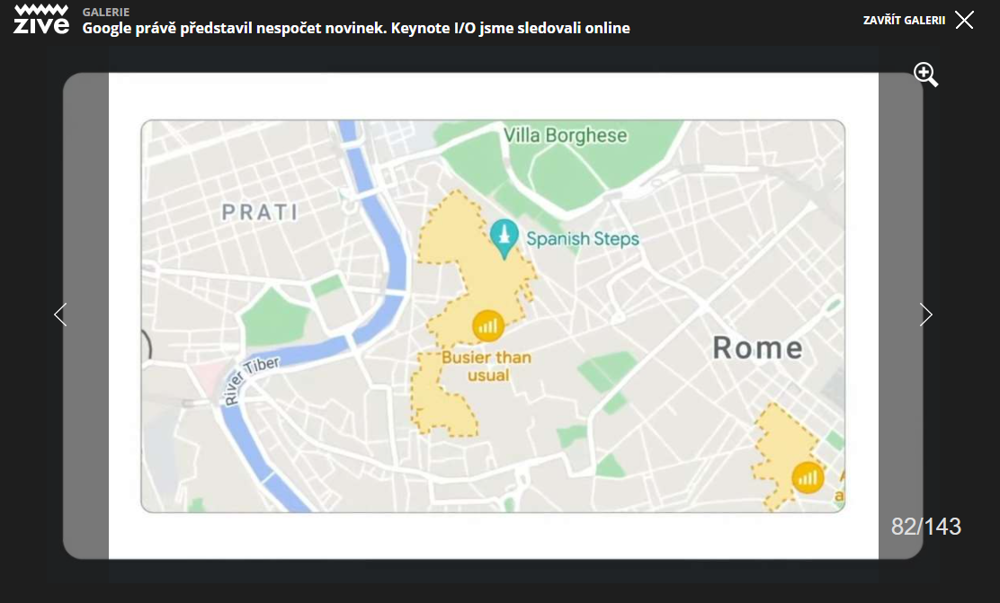 živě
GALERIE
Google právě představil nespočet novinek. Keynote I/O jsme sledovali online
ZAVŘÍT GALERII
Villa Borghese
PRATI
Spanish Steps
Busier than
usual
Rome
River Tiber
82/143